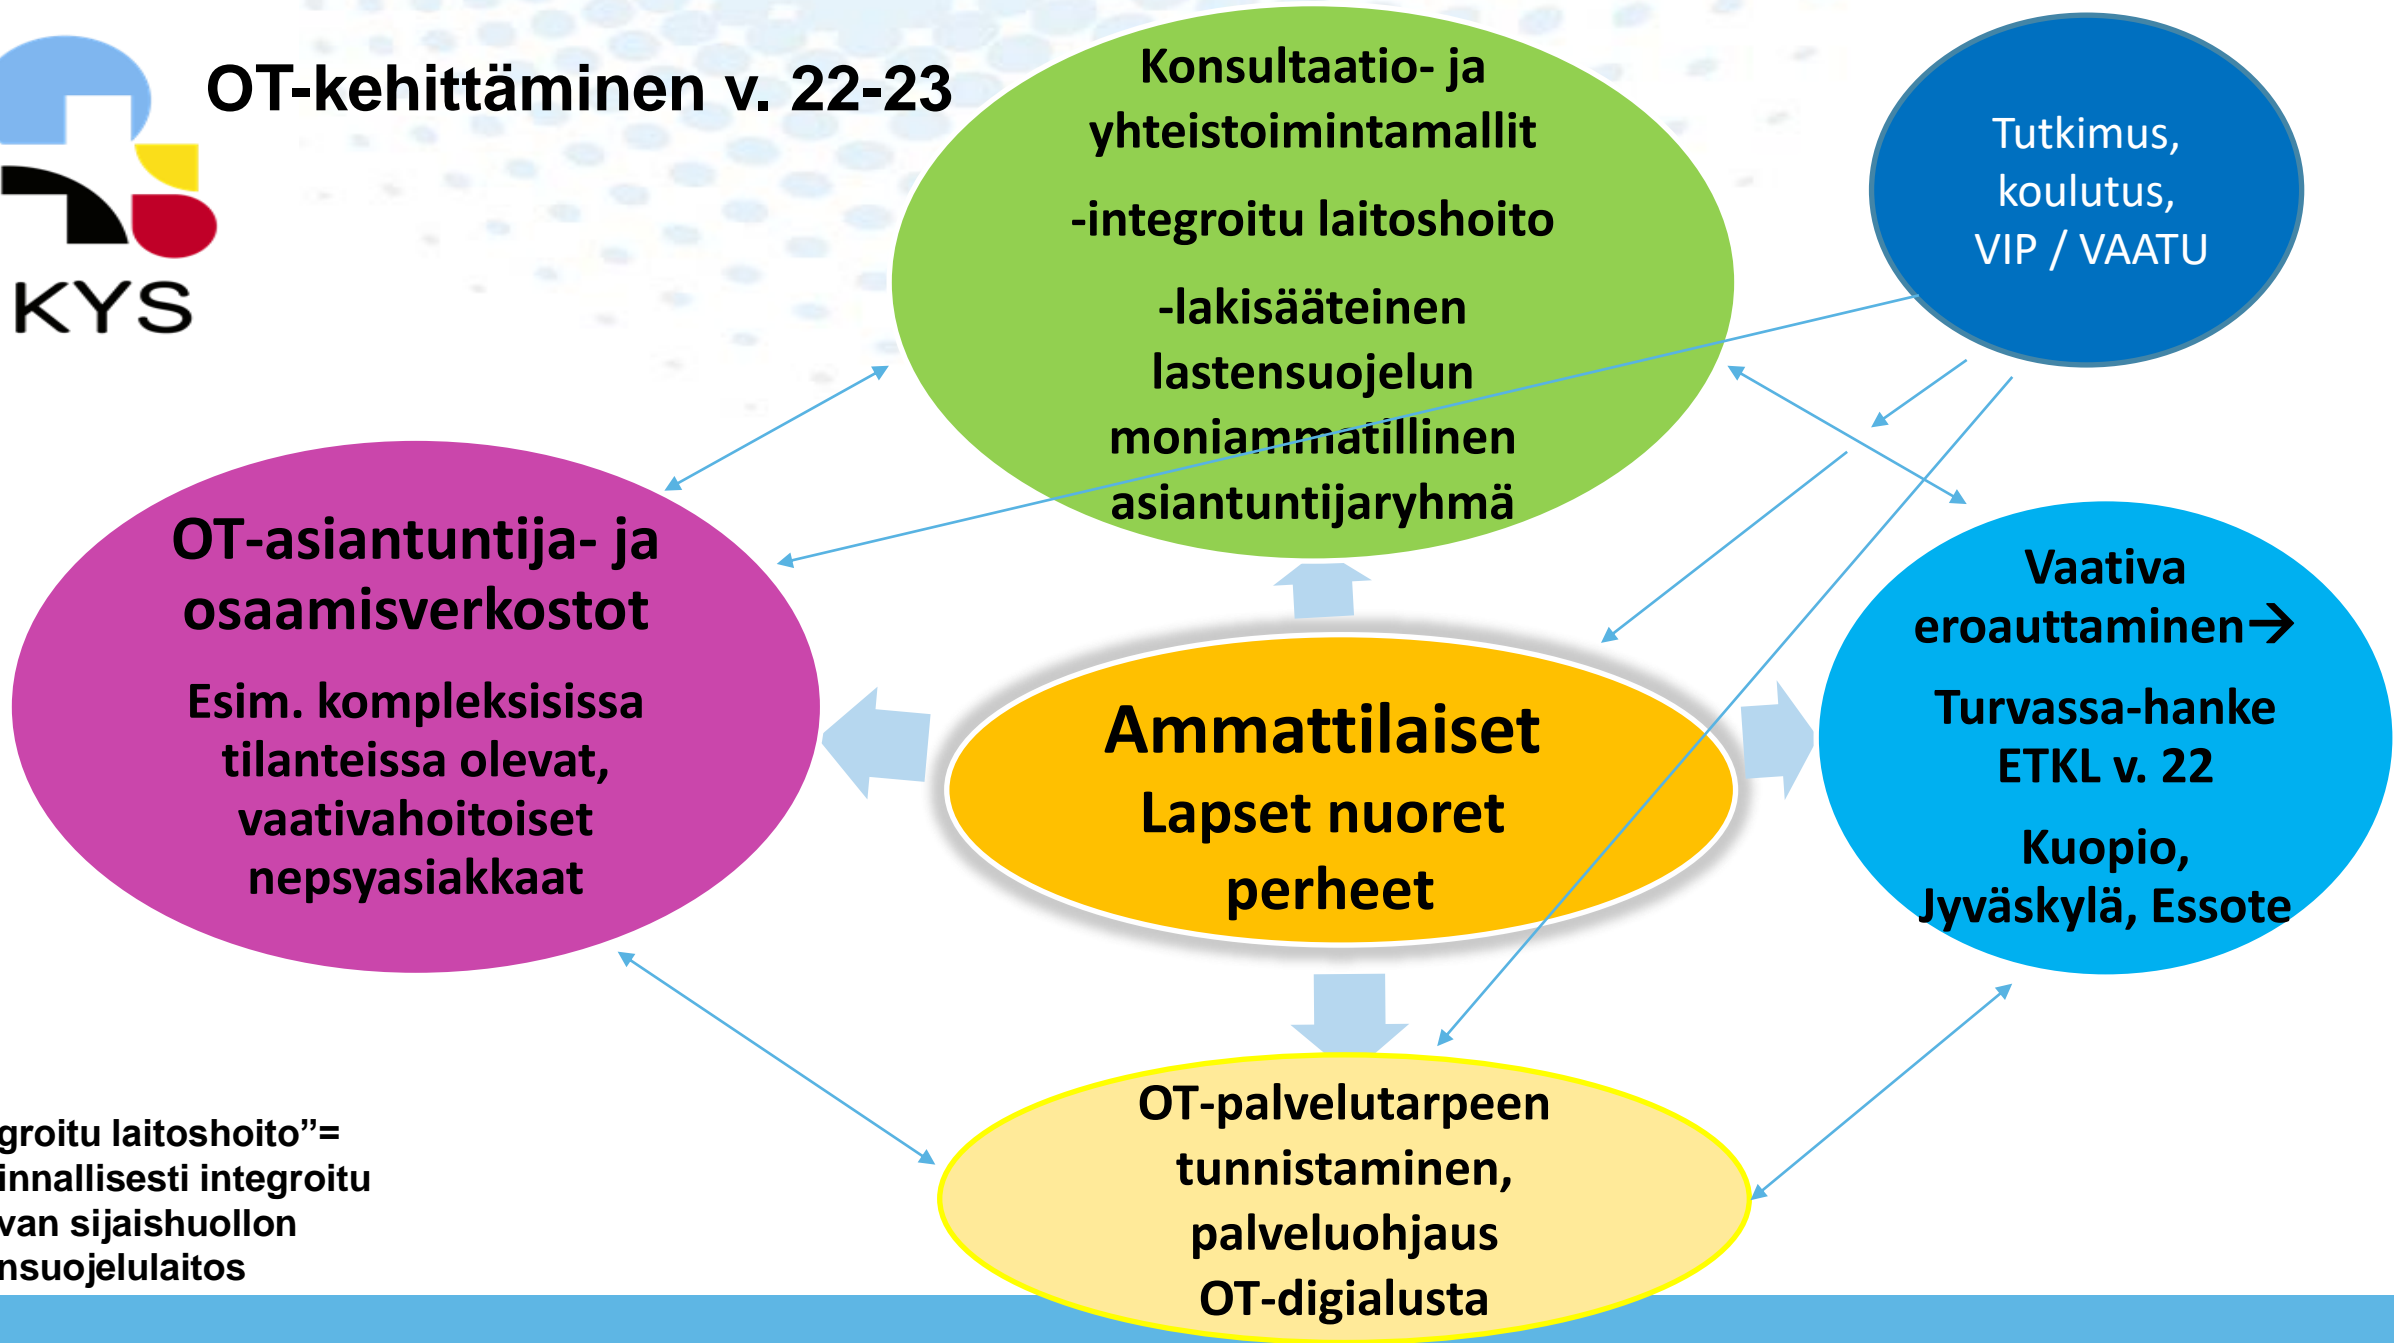 OT-kehittäminen v. 22-23
KYS
Konsultaatio- ja
yhteistoimintamallit
-integroitu laitoshoito
-lakisääteinen
lastensuojelun
moniammatillinen
asiantuntijaryhmä
Tutkimus,
koulutus,
VIP / VAATU
OT-asiantuntija- ja
osaamisverkostot
Esim. kompleksisissa
tilanteissa olevat,
vaativahoitoiset
nepsyasiakkaat
Ammattilaiset
Lapset nuoret
perheet
Vaativa
eroauttaminen→
Turvassa-hanke
ETKL v. 22
Kuopio,
Jyväskylä, Essote
OT-palvelutarpeen
tunnistaminen,
palveluohjaus
OT-digialusta
groitu laitoshoito”=
innallisesti integroitu
van sijaishuollon
nsuojelulaitos